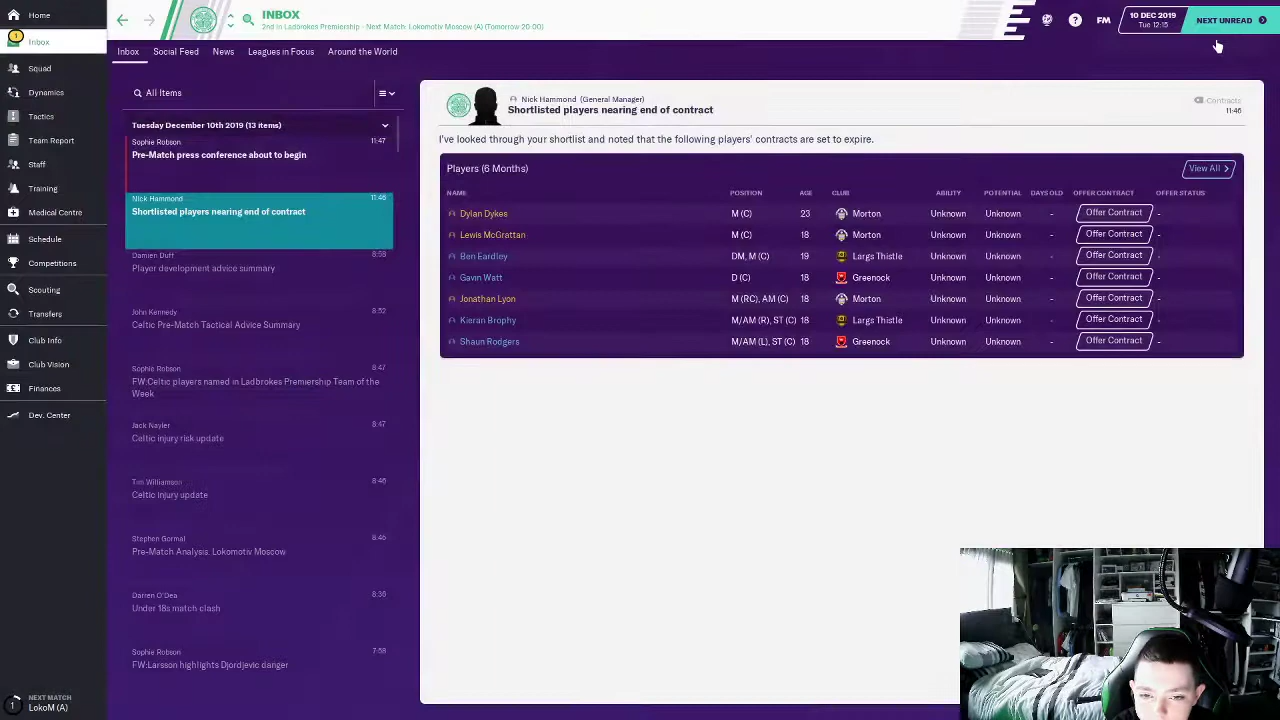 Home
INBOX
2nd in Ladbrokes Premiership - Next Match: Lokomotiv Moscow (A) (Tomorrow 20:00)
FM
10 DEC 2019
Tue 12:15
NEXT UNREAD
1
Inbox
Squad
Dynamics
Tactics
Team Report
Staff
Training
Medical Centre
Schedule
Competitions
Scouting
Transfers
Club Info
Club Vision
Finances
Dev. Center
1
NEXT MATCH
LokoM (A)
Inbox
Social Feed
News
Leagues in Focus
Around the World
All Items
Tuesday December 10th 2019 (13 items)
Sophie Robson 11:47
Pre-Match press conference about to begin
Nick Hammond 11:46
Shortlisted players nearing end of contract
Damien Duff 8:58
Player development advice summary
John Kennedy 8:52
Celtic Pre-Match Tactical Advice Summary
Sophie Robson 8:47
FW:Celtic players named in Ladbrokes Premiership Team of the
Week
Jack Nayler 8:47
Celtic injury risk update
Tim Williamson 8:46
Celtic injury update
Stephen Gormal 8:45
Pre-Match Analysis, Lokomotiv Moscow
Darren O'Dea 8:36
Under 18s match clash
Sophie Robson 7:58
FW:Larsson highlights Djordjevic danger
Nick Hammond (General Manager)
Shortlisted players nearing end of contract
Contracts
11:46
I've looked through your shortlist and noted that the following players' contracts are set to expire.
Players (6 Months)
View All
NAME POSITION AGE CLUB ABILITY POTENTIAL DAYS OLD OFFER CONTRACT OFFER STATUS
Dylan Dykes M (C) 23 Morton Unknown Unknown - Offer Contract -
Lewis McGrattan M (C) 18 Morton Unknown Unknown - Offer Contract -
Ben Eardley DM, M (C) 19 Largs Thistle Unknown Unknown - Offer Contract -
Gavin Watt D (C) 18 Greenock Unknown Unknown - Offer Contract -
Jonathan Lyon M (RC), AM (C) 18 Morton Unknown Unknown - Offer Contract -
Kieran Brophy M/AM (R), ST (C) 18 Largs Thistle Unknown Unknown - Offer Contract -
Shaun Rodgers M/AM (L), ST (C) 18 Greenock Unknown Unknown - Offer Contract -